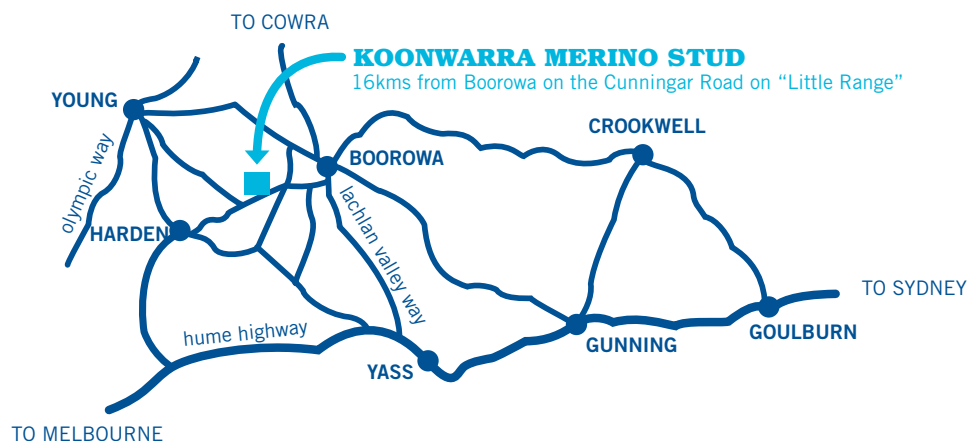 TO COWRA
KOONWARRA MERINO STUD
16kms from Boorowa on the Cunningar Road on “Little Range”
YOUNG
CROOKWELL
BOOROWA
olympic way
lachlan valley way
HARDEN
TO SYDNEY
hume highway
GOULBURN
GUNNING
YASS
TO MELBOURNE